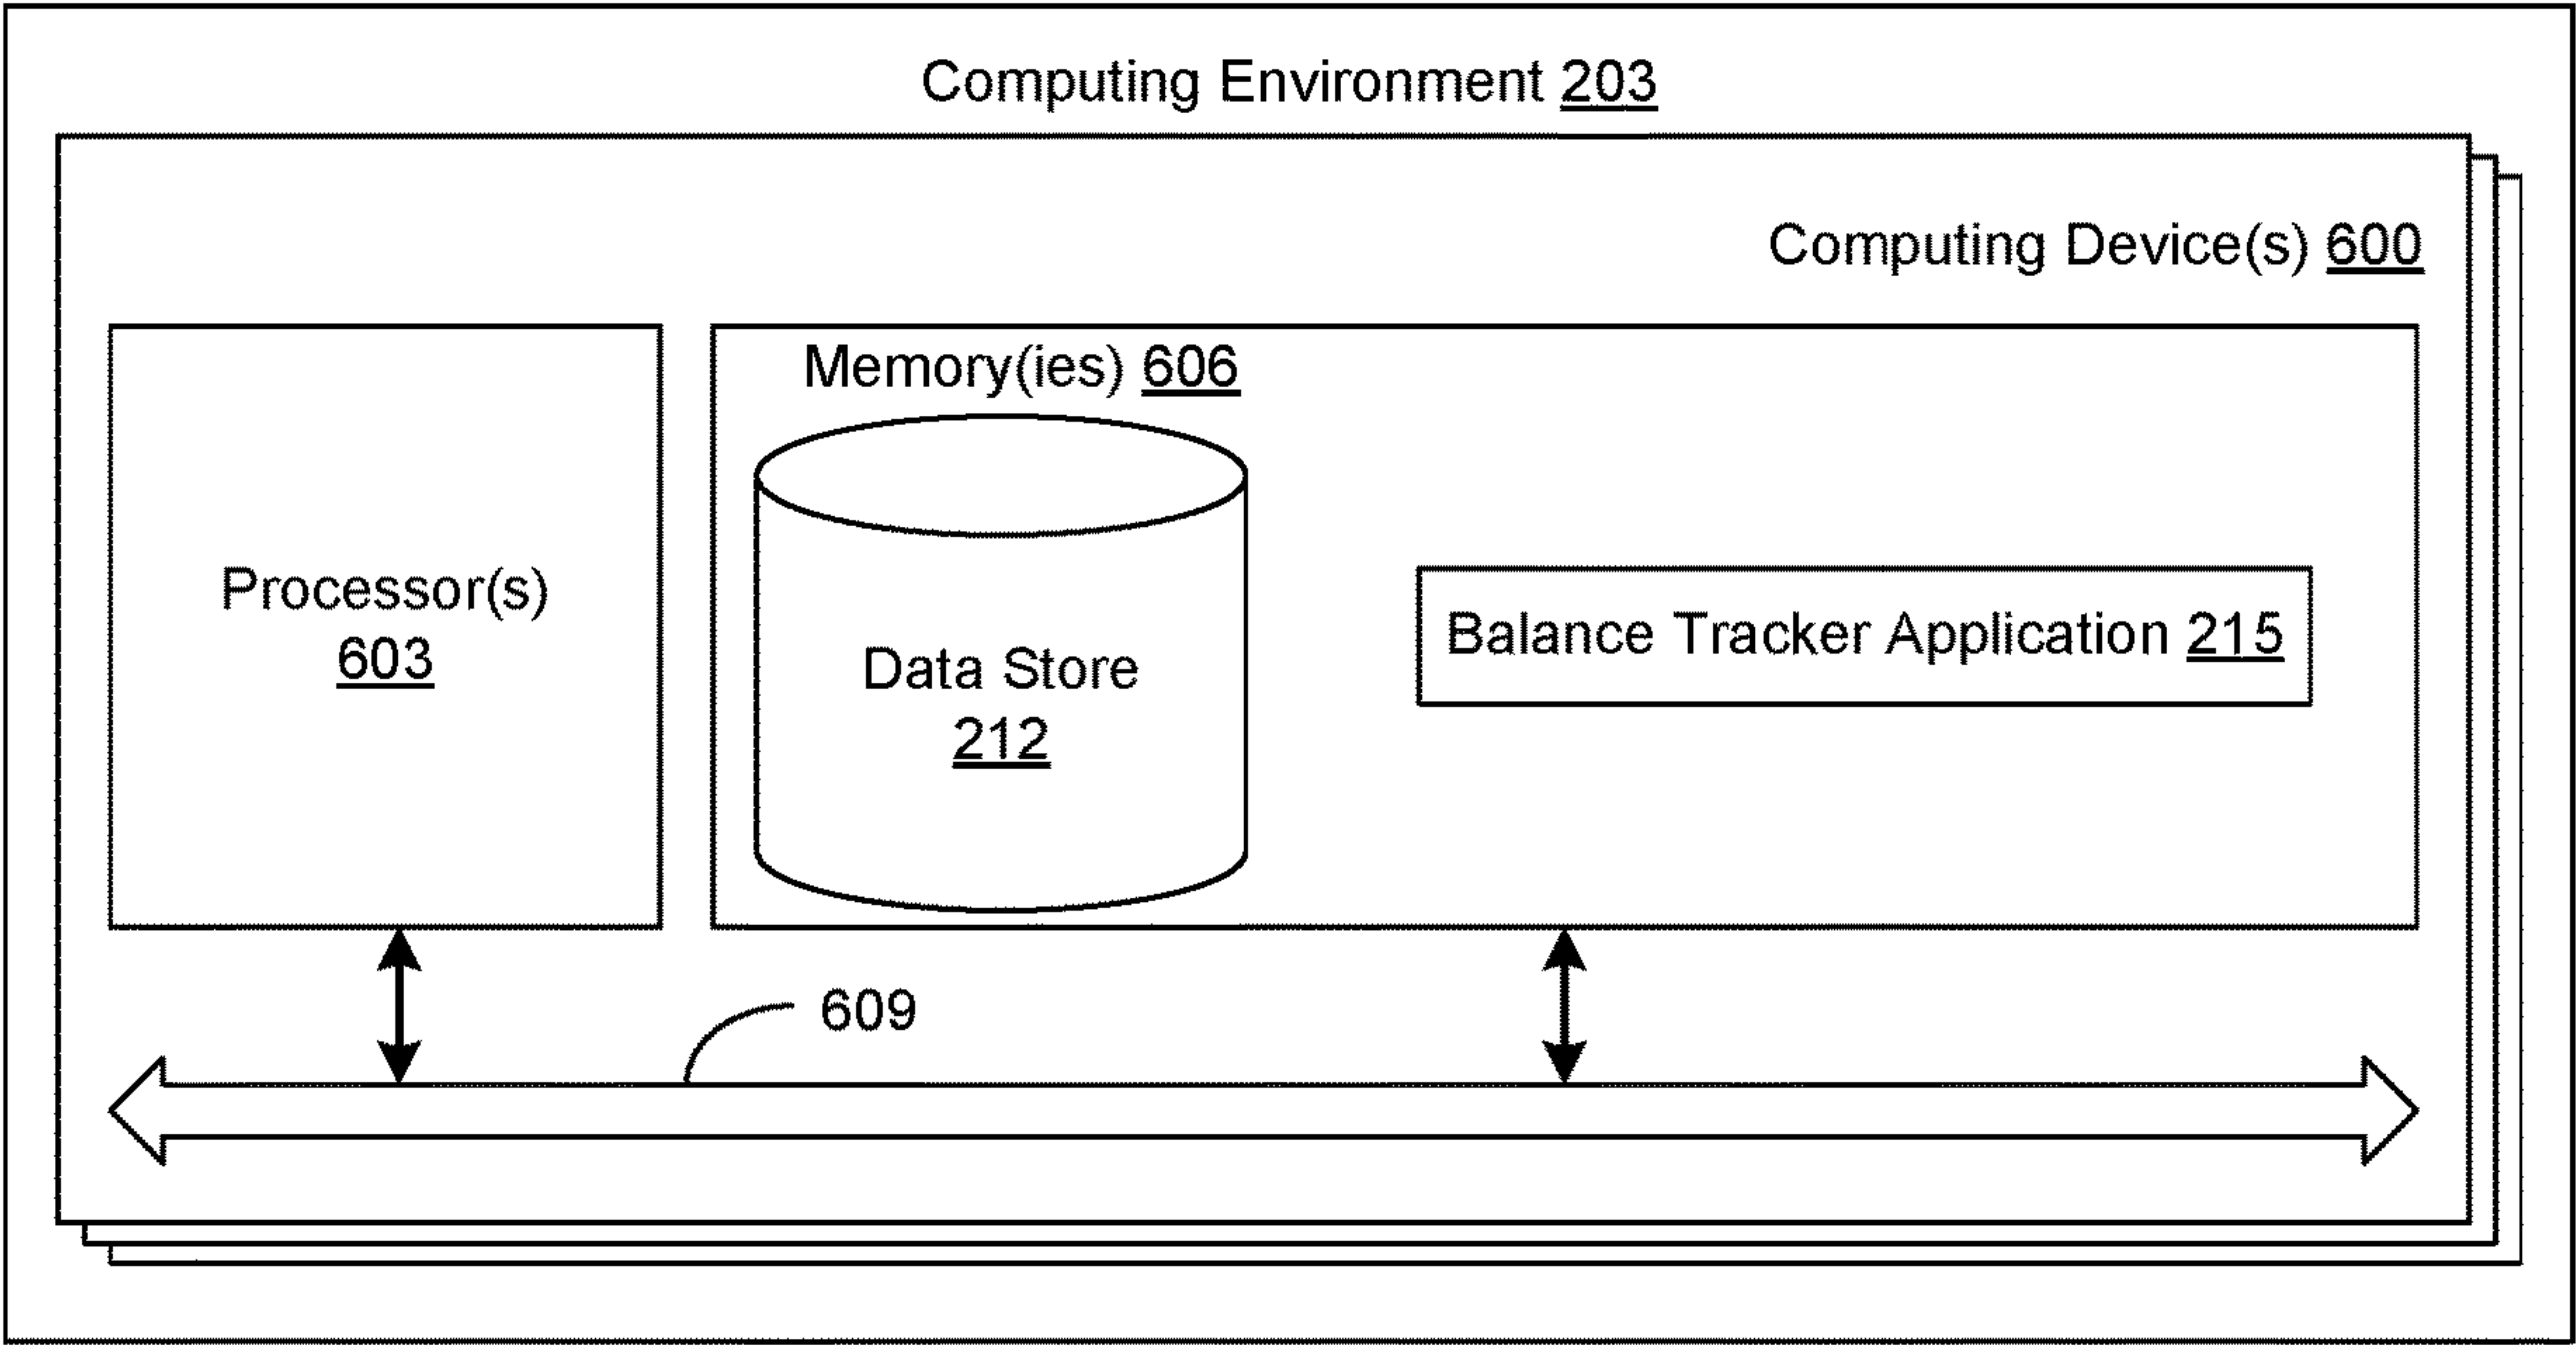 Computing Environment 203
Computing Device(s) 600
Memory(ies) 606
Processor(s)
603
Data Store
212
Balance Tracker Application 215
609